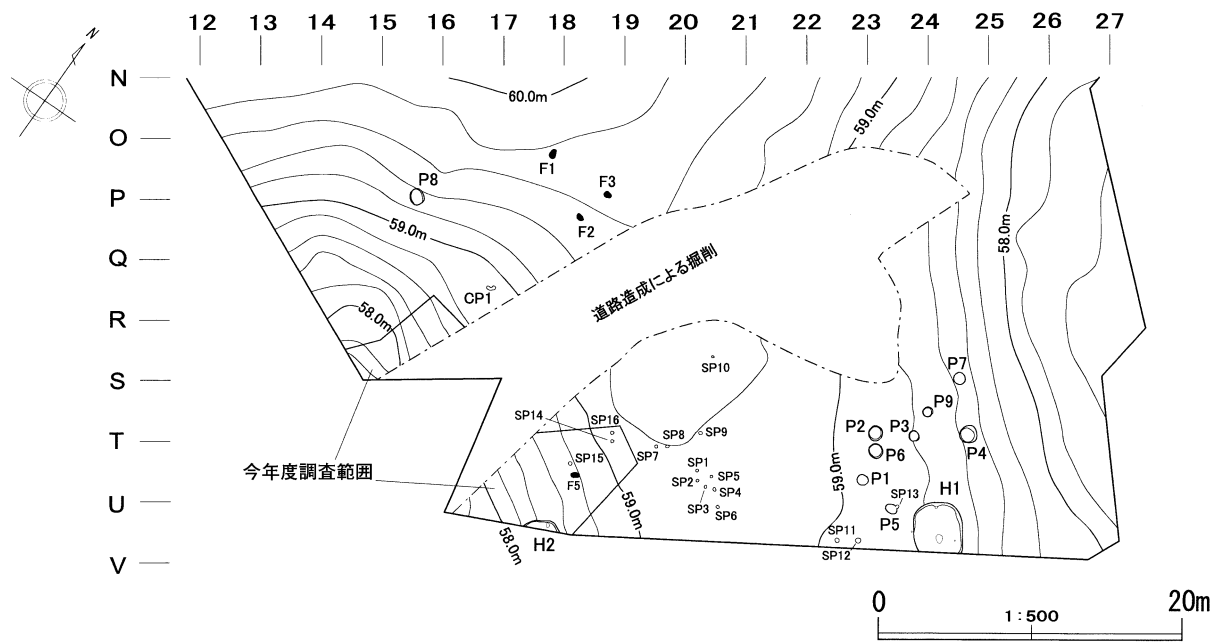 12 13 14 15 16 17 18 19 20 21 22 23 24 25 26 27
N
N
60.0m
59.0m
O
F1
P8
F3
P
F2
59.0m
58.0m
Q
道路造成による掘削
CP1
R
58.0m
P7
SP10
S
P9
SP14
SP16
SP8
SP9
P2
P3
T
SP7
P4
今年度調査範囲
SP15
SP1
SP5
P6
F5
SP2
SP4
59.0m
P1
SP13
H1
U
59.0m
SP3
SP6
P5
58.0m
H2
SP11
SP12
V
0
1:500
20m